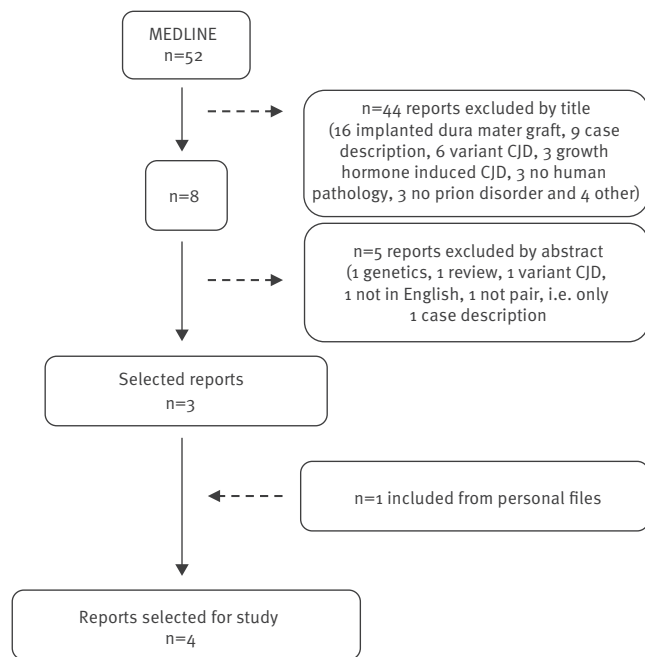 MEDLINE
n=52
n=44 reports excluded by title
(16 implanted dura mater graft, 9 case
description, 6 variant CJD, 3 growth
hormone induced CJD, 3 no human
pathology, 3 no prion disorder and 4 other)
n=8
n=5 reports excluded by abstract
(1 genetics, 1 review, 1 variant CJD,
1 not in English, 1 not pair, i.e. only
1 case description
Selected reports
n=3
n=1 included from personal files
Reports selected for study
n=4